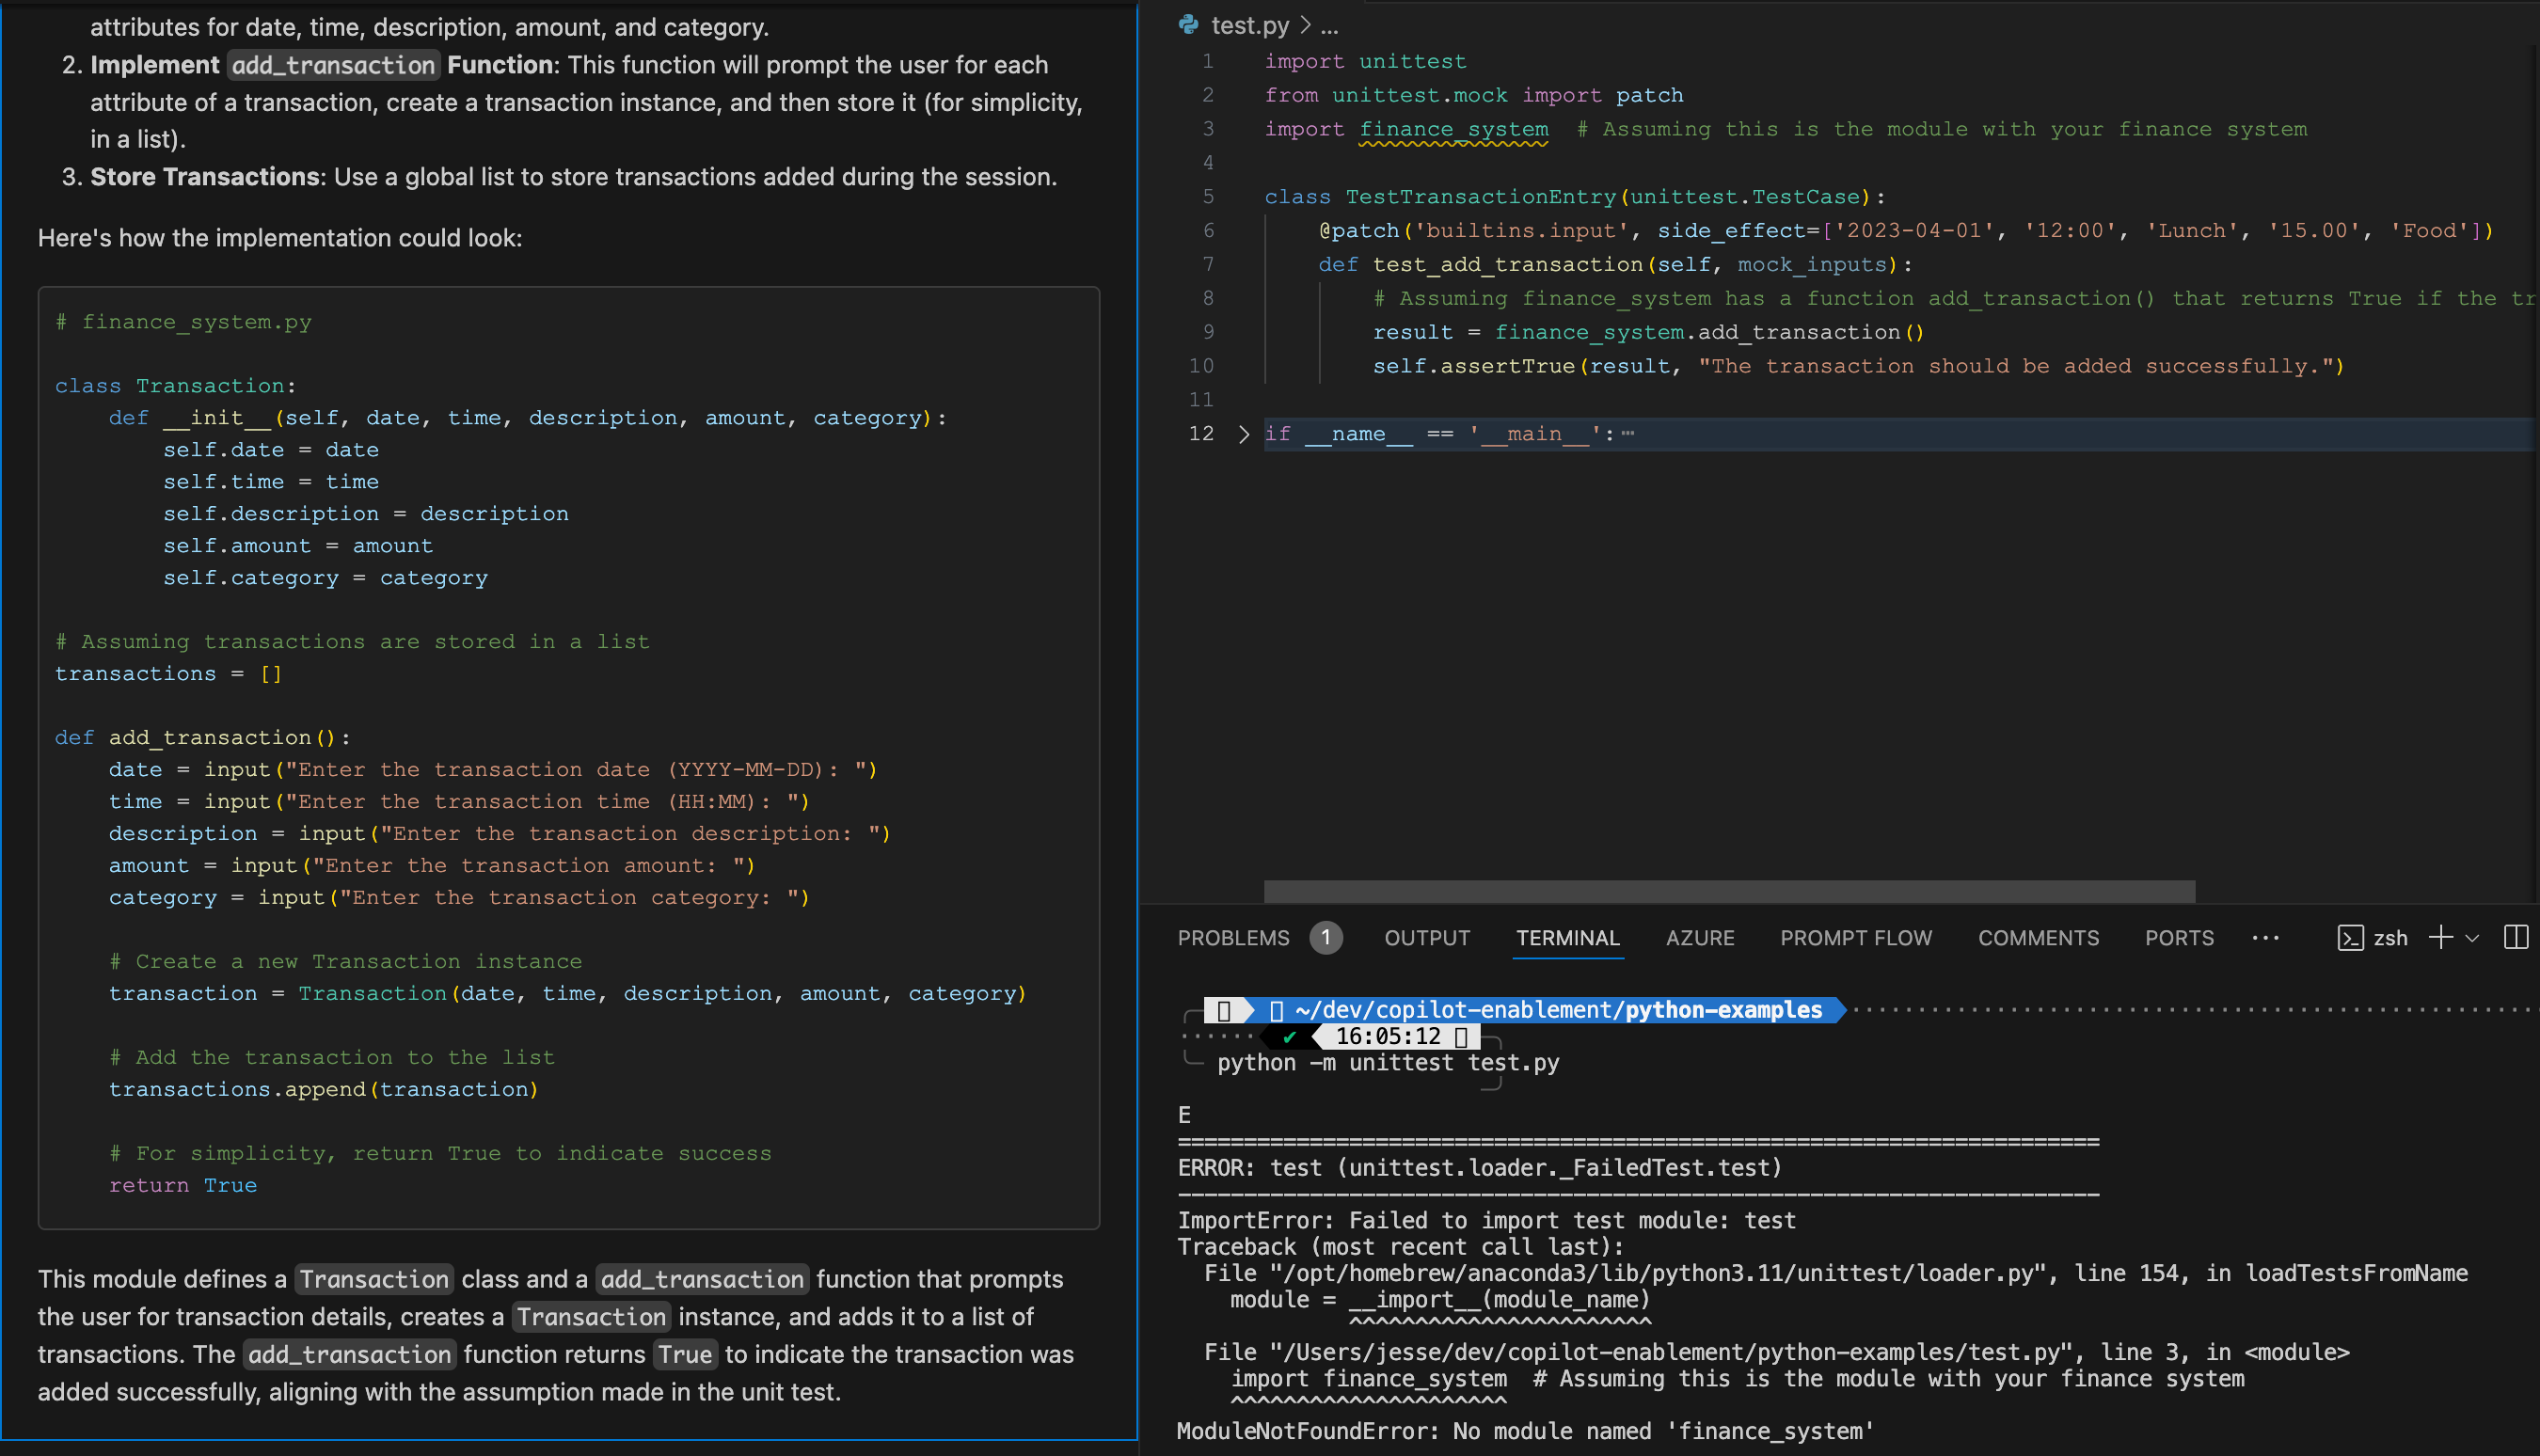 attributes for date, time, description, amount, and category.
2. Implement add_transaction Function: This function will prompt the user for each
attribute of a transaction, create a transaction instance, and then store it (for simplicity,
in a list).
3. Store Transactions: Use a global list to store transactions added during the session.
Here's how the implementation could look:
# finance_system.py
class Transaction:
def __init__(self, date, time, description, amount, category):
self.date = date
self.time = time
self.description = description
self.amount = amount
self.category = category
# Assuming transactions are stored in a list
transactions = []
def add_transaction():
date = input("Enter the transaction date (YYYY-MM-DD): ")
time = input("Enter the transaction time (HH:MM): ")
description = input("Enter the transaction description: ")
amount = input("Enter the transaction amount: ")
category = input("Enter the transaction category: ")
# Create a new Transaction instance
transaction = Transaction(date, time, description, amount, category)
# Add the transaction to the list
transactions.append(transaction)
# For simplicity, return True to indicate success
return True
This module defines a Transaction class and a add_transaction function that prompts
the user for transaction details, creates a Transaction instance, and adds it to a list of
transactions. The add_transaction function returns True to indicate the transaction was
added successfully, aligning with the assumption made in the unit test.
test.py > ...
1 import unittest
2 from unittest.mock import patch
3 import finance_system # Assuming this is the module with your finance system
4
5 class TestTransactionEntry(unittest.TestCase):
6 @patch('builtins.input', side_effect=['2023-04-01', '12:00', 'Lunch', '15.00', 'Food'])
7 def test_add_transaction(self, mock_inputs):
8 # Assuming finance_system has a function add_transaction() that returns True if the tr
9 result = finance_system.add_transaction()
10 self.assertTrue(result, "The transaction should be added successfully.")
11
12 > if __name__ == '__main__':⋯
PROBLEMS 1 OUTPUT TERMINAL AZURE PROMPT FLOW COMMENTS PORTS ··· zsh
~/dev/copilot-enablement/python-examples
✔ 16:05:12
python -m unittest test.py
E
======================================================================
ERROR: test (unittest.loader._FailedTest.test)
----------------------------------------------------------------------
ImportError: Failed to import test module: test
Traceback (most recent call last):
File "/opt/homebrew/anaconda3/lib/python3.11/unittest/loader.py", line 154, in loadTestsFromName
module = __import__(module_name)
^^^^^^^^^^^^^^^^^^^^^^^
File "/Users/jesse/dev/copilot-enablement/python-examples/test.py", line 3, in <module>
import finance_system # Assuming this is the module with your finance system
^^^^^^^^^^^^^^^^^^^^^
ModuleNotFoundError: No module named 'finance_system'